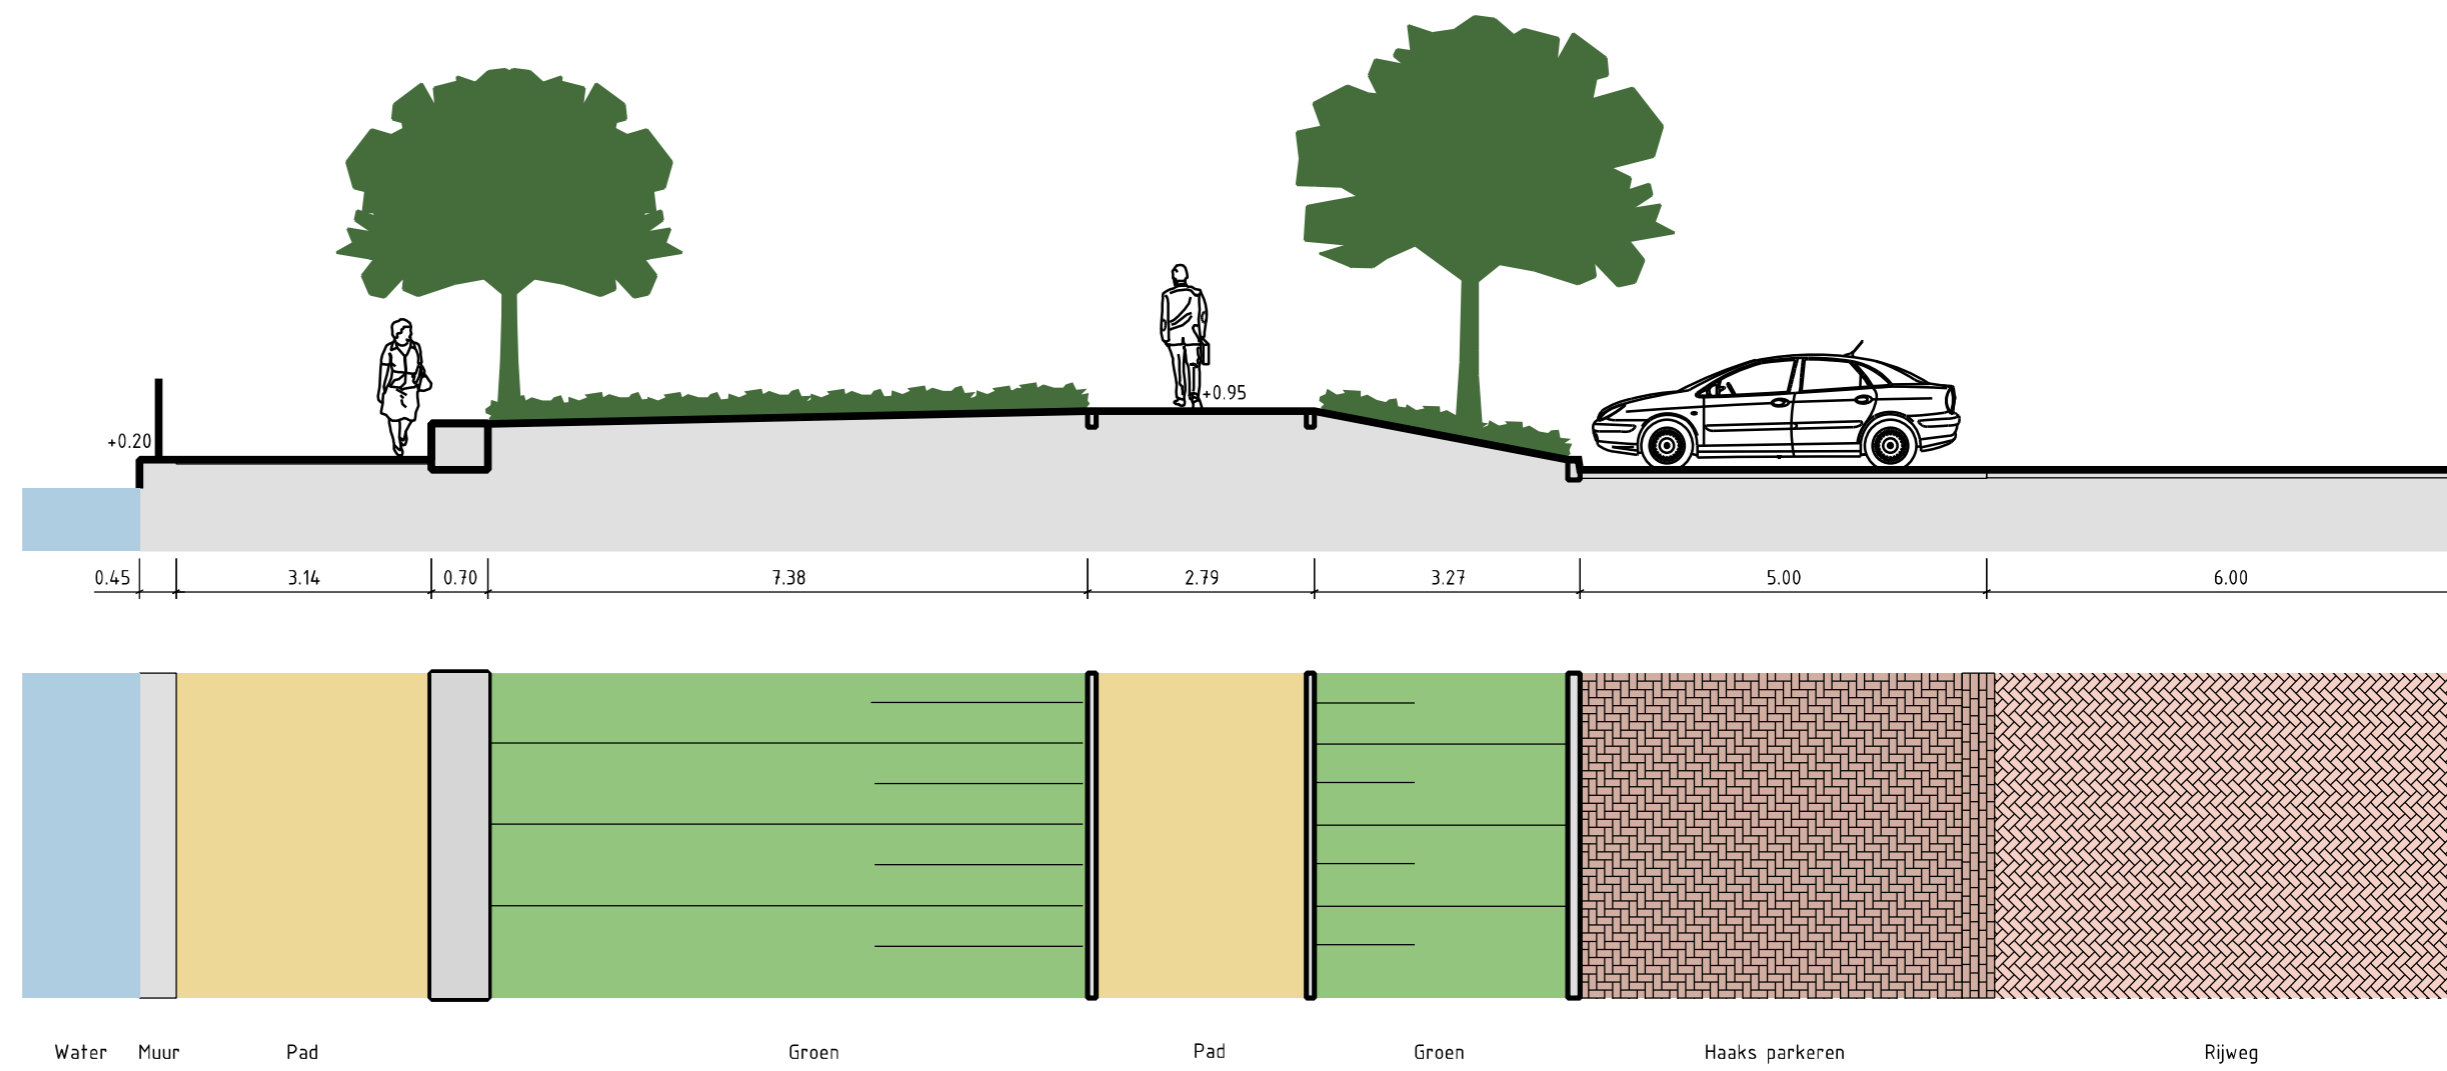 +0.95
+0.20
0.45 3.14 0.70 7.38 2.79 3.27 5.00 6.00
Water Muur Pad Groen Pad Groen Haaks parkeren Rijweg